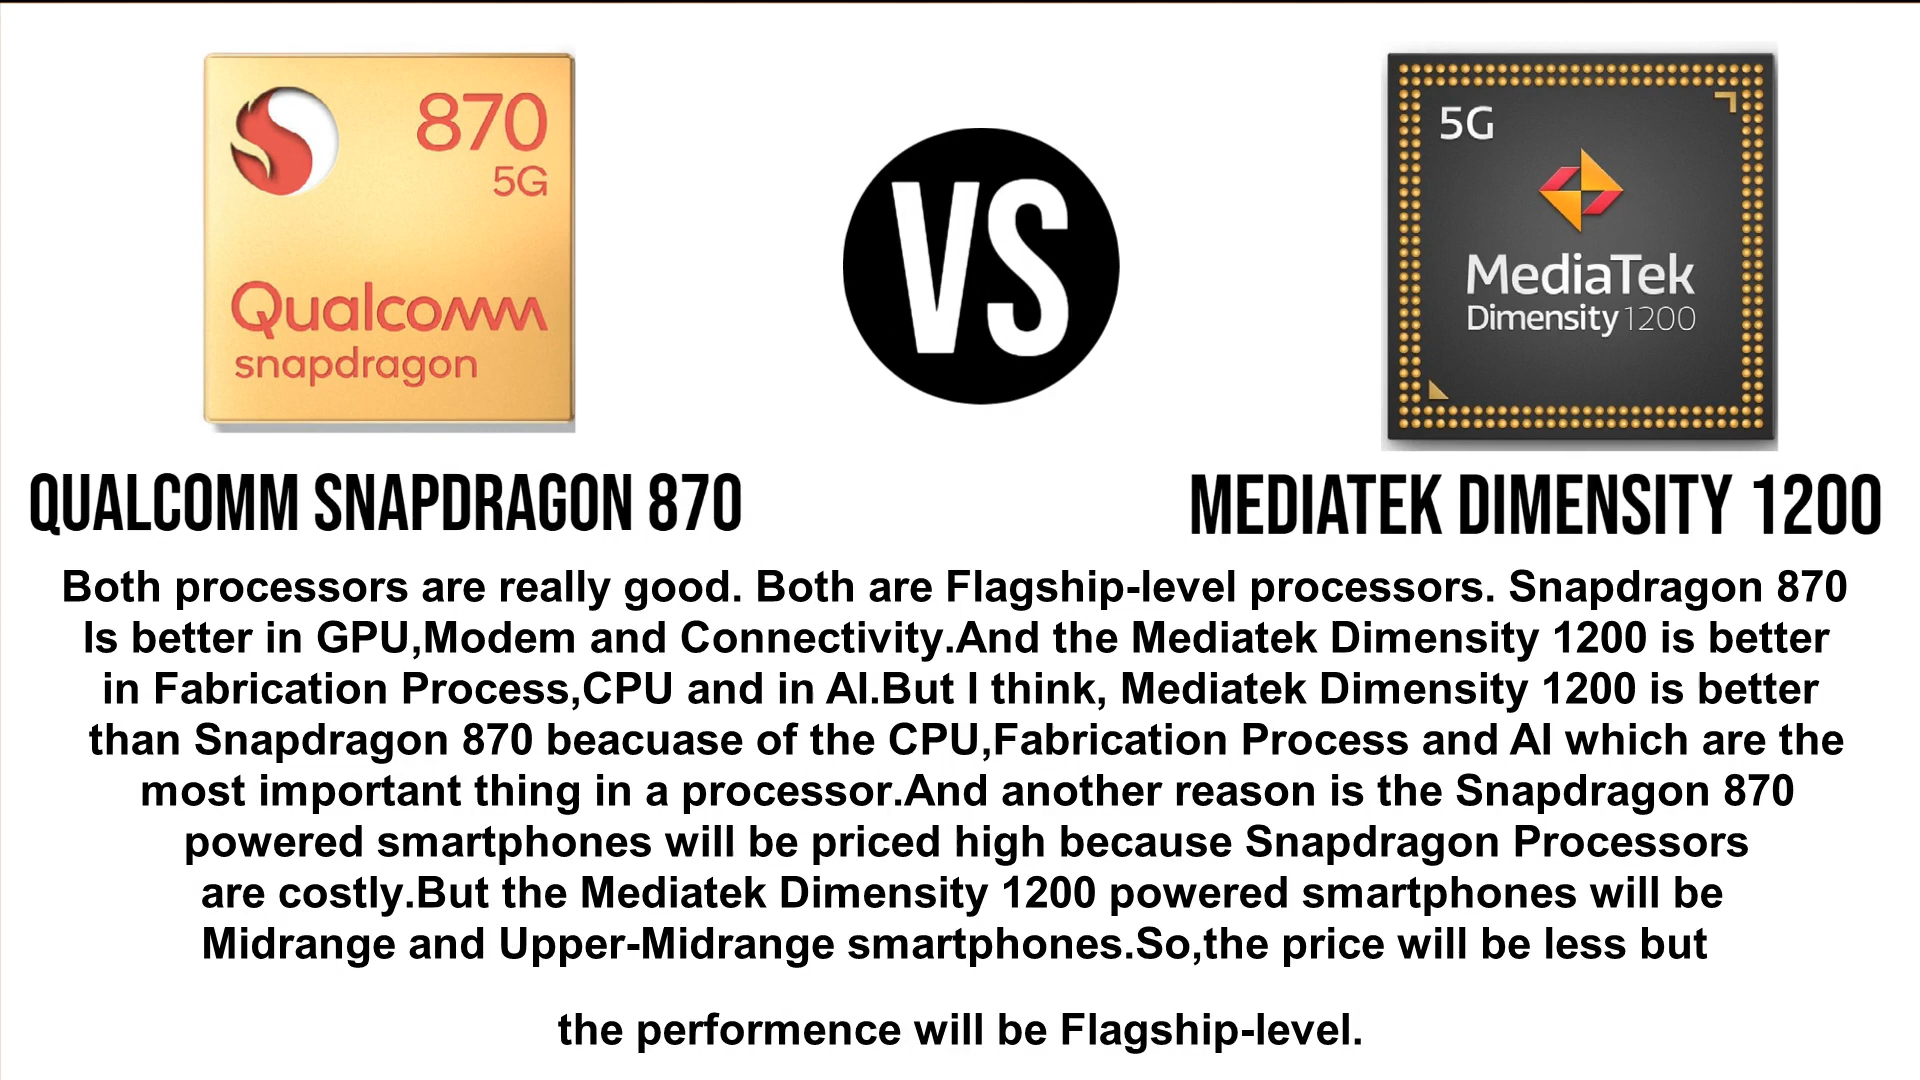 870
5G
Qualcomm
snapdragon
VS
5G
MediaTek
Dimensity 1200
QUALCOMM SNAPDRAGON 870
MEDIATEK DIMENSITY 1200
Both processors are really good. Both are Flagship-level processors. Snapdragon 870
Is better in GPU,Modem and Connectivity.And the Mediatek Dimensity 1200 is better
in Fabrication Process,CPU and in AI.But I think, Mediatek Dimensity 1200 is better
than Snapdragon 870 beacuase of the CPU,Fabrication Process and AI which are the
most important thing in a processor.And another reason is the Snapdragon 870
powered smartphones will be priced high because Snapdragon Processors
are costly.But the Mediatek Dimensity 1200 powered smartphones will be
Midrange and Upper-Midrange smartphones.So,the price will be less but
the performence will be Flagship-level.